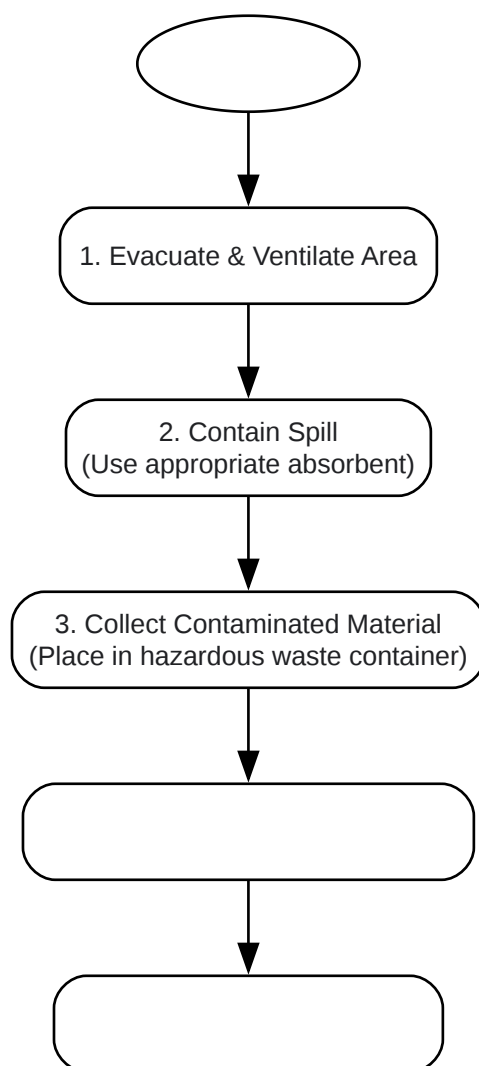 1. Evacuate & Ventilate Area
2. Contain Spill
(Use appropriate absorbent)
3. Collect Contaminated Material
(Place in hazardous waste container)